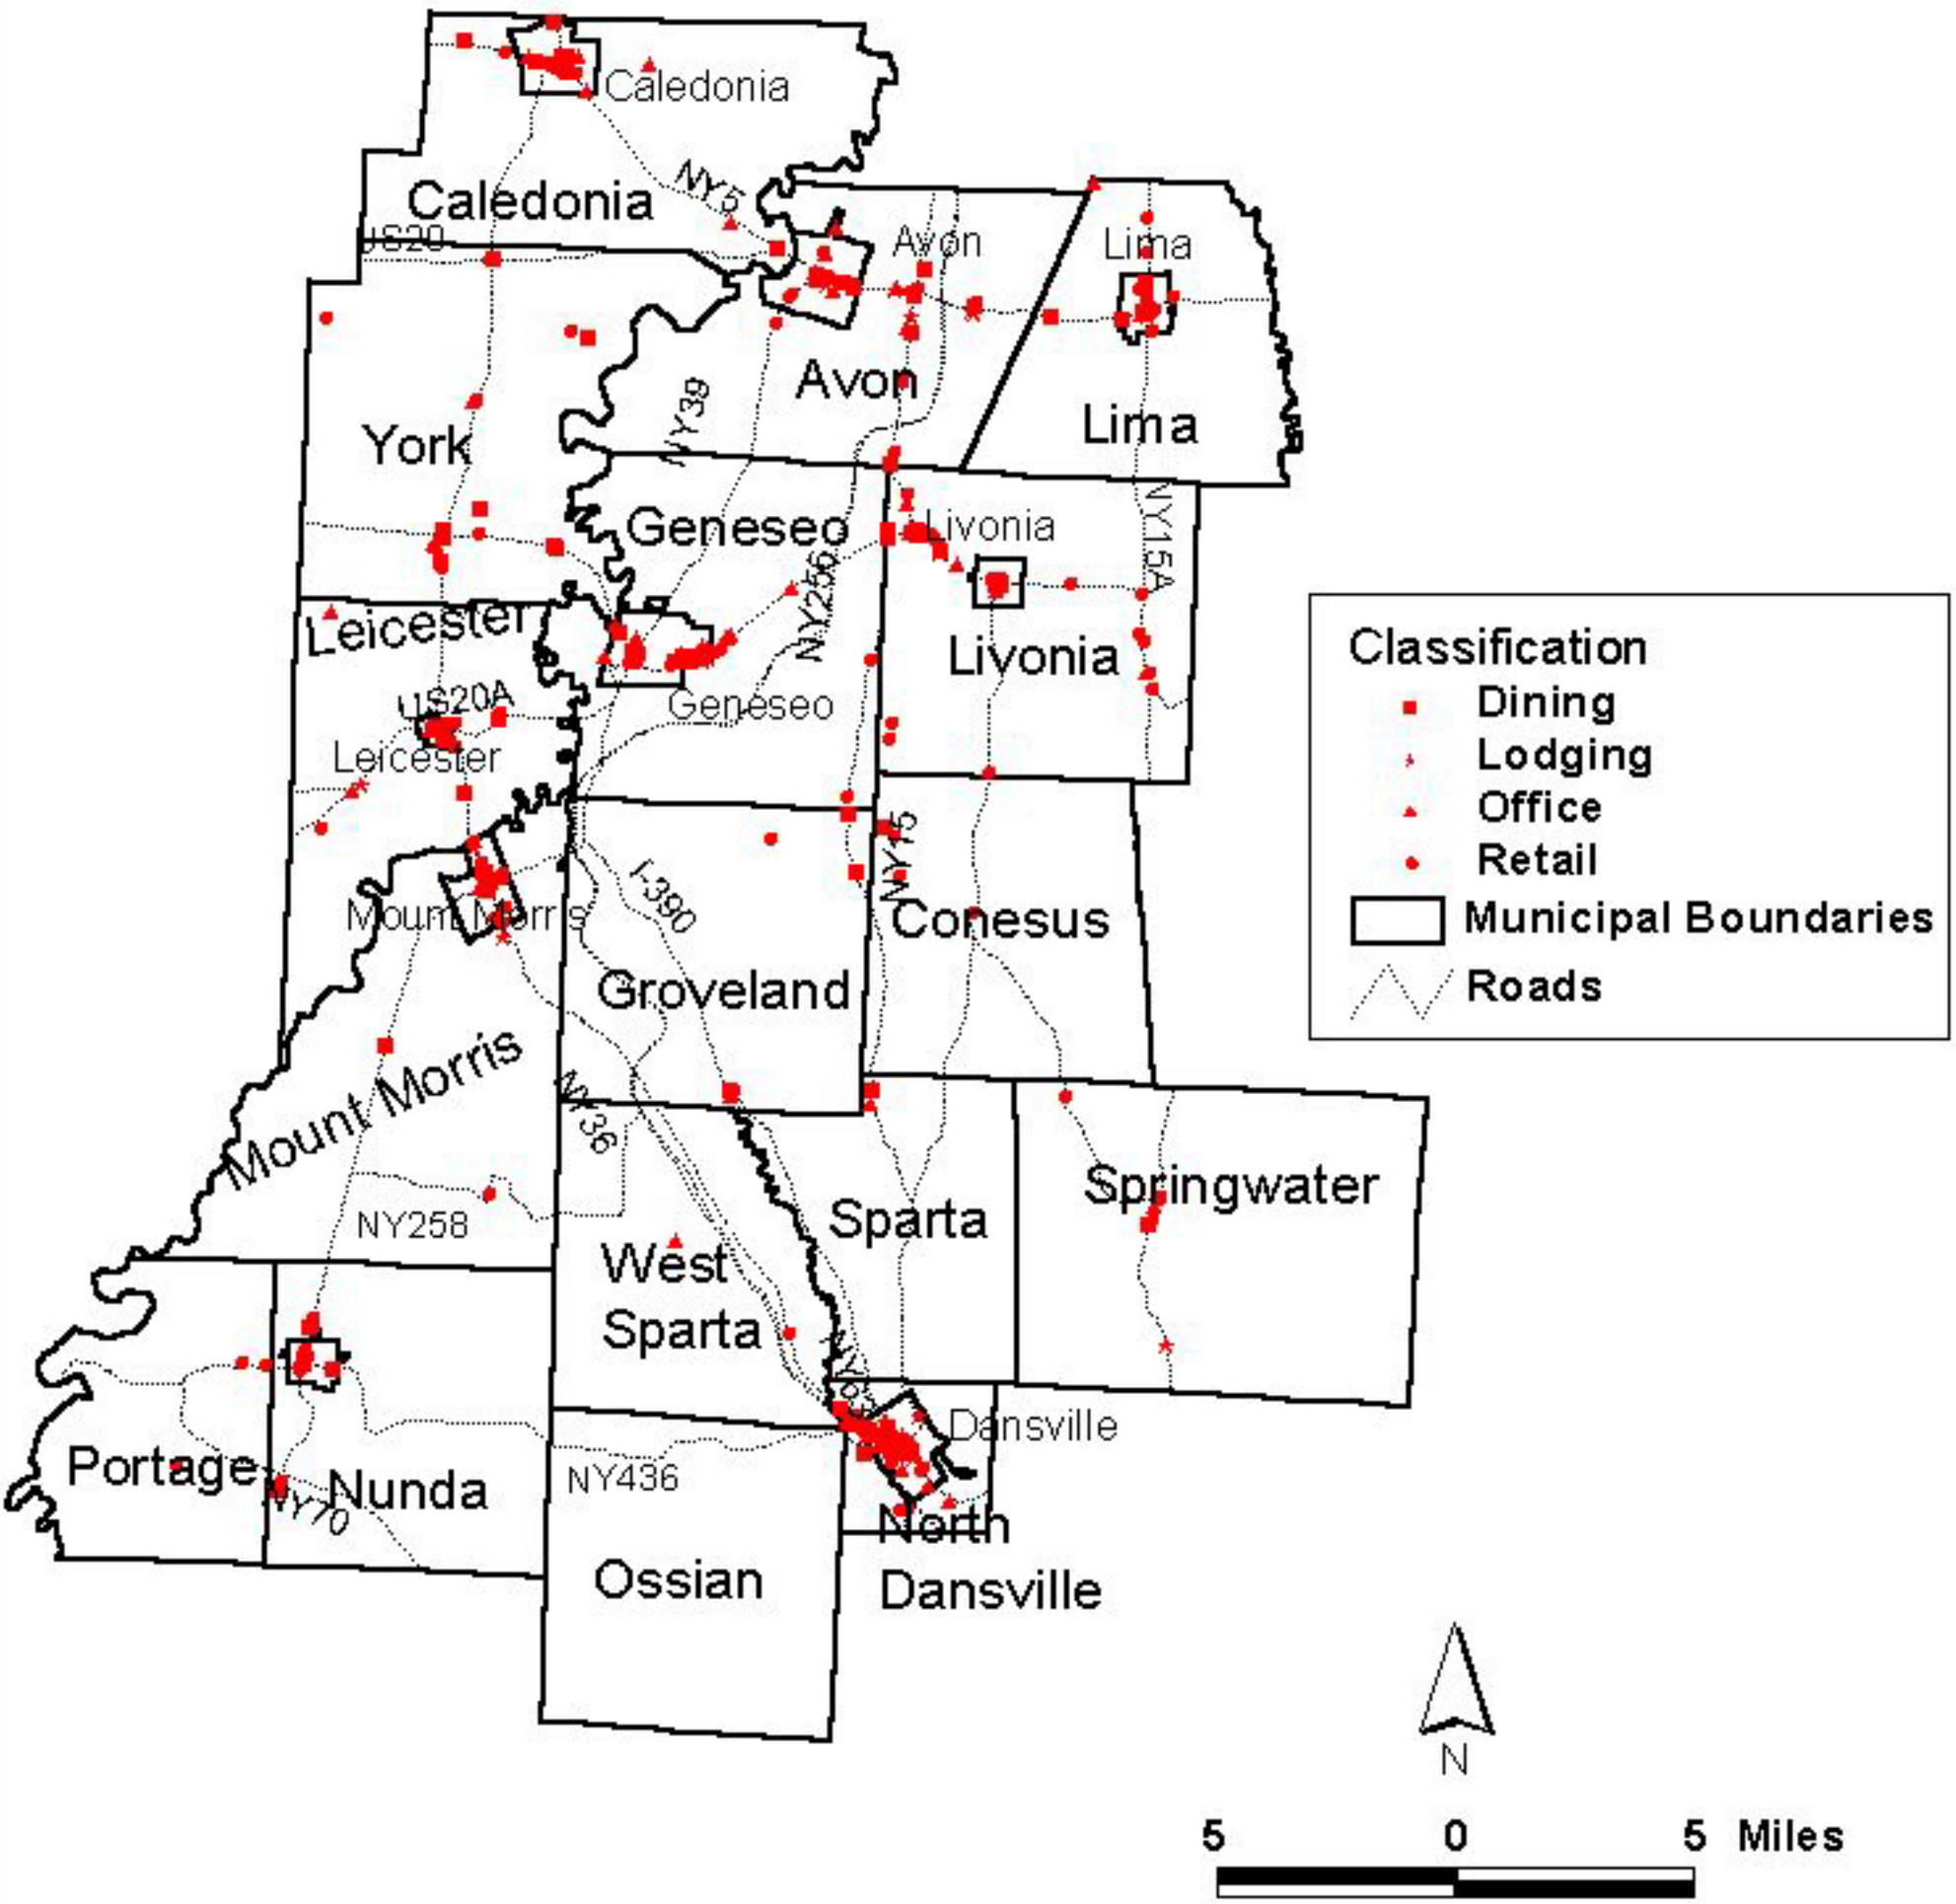 Caledonia
NY5
Caledonia
US20
Avon
Lima
Avon
NY39
Lima
York
Geneseo
Livonia
NY15A
NY256
Leicester
Livonia
US20A
Geneseo
Leicester
NY15
I-390
Mount Morris
Conesus
Groveland
Mount Morris
NY36
Springwater
Sparta
NY258
West
Sparta
Dansville
Portage
NY436
Nunda
NY70
North
Dansville
Ossian
Classification
Dining
Lodging
Office
Retail
Municipal Boundaries
Roads
N
5 0 5 Miles